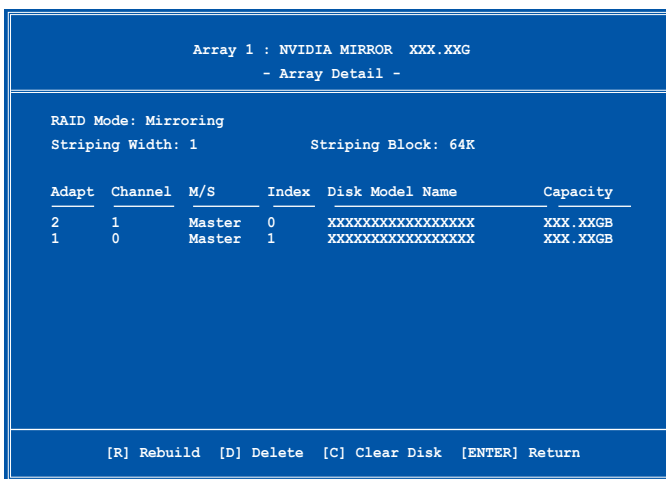 Array 1 : NVIDIA MIRROR XXX.XXG
- Array Detail -
RAID Mode: Mirroring
Striping Width: 1 Striping Block: 64K
Adapt Channel M/S Index Disk Model Name Capacity
2 1 Master 0 XXXXXXXXXXXXXXXXX XXX.XXGB
1 0 Master 1 XXXXXXXXXXXXXXXXX XXX.XXGB
[R] Rebuild [D] Delete [C] Clear Disk [ENTER] Return